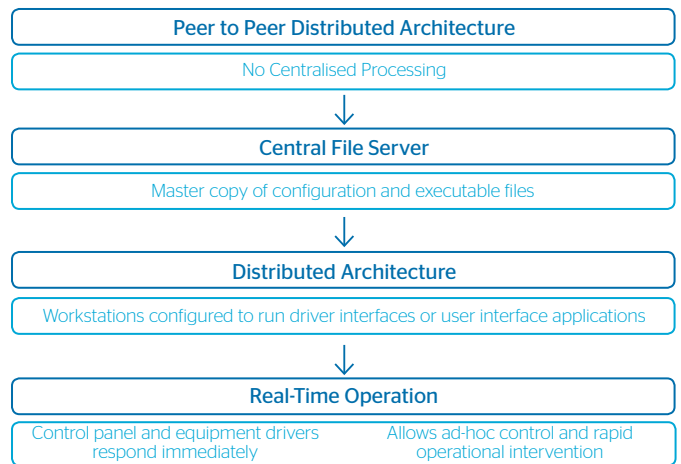 Peer to Peer Distributed Architecture
No Centralised Processing
Central File Server
Master copy of configuration and executable files
Distributed Architecture
Workstations configured to run driver interfaces or user interface applications
Real-Time Operation
Control panel and equipment drivers
respond immediately
Allows ad-hoc control and rapid
operational intervention